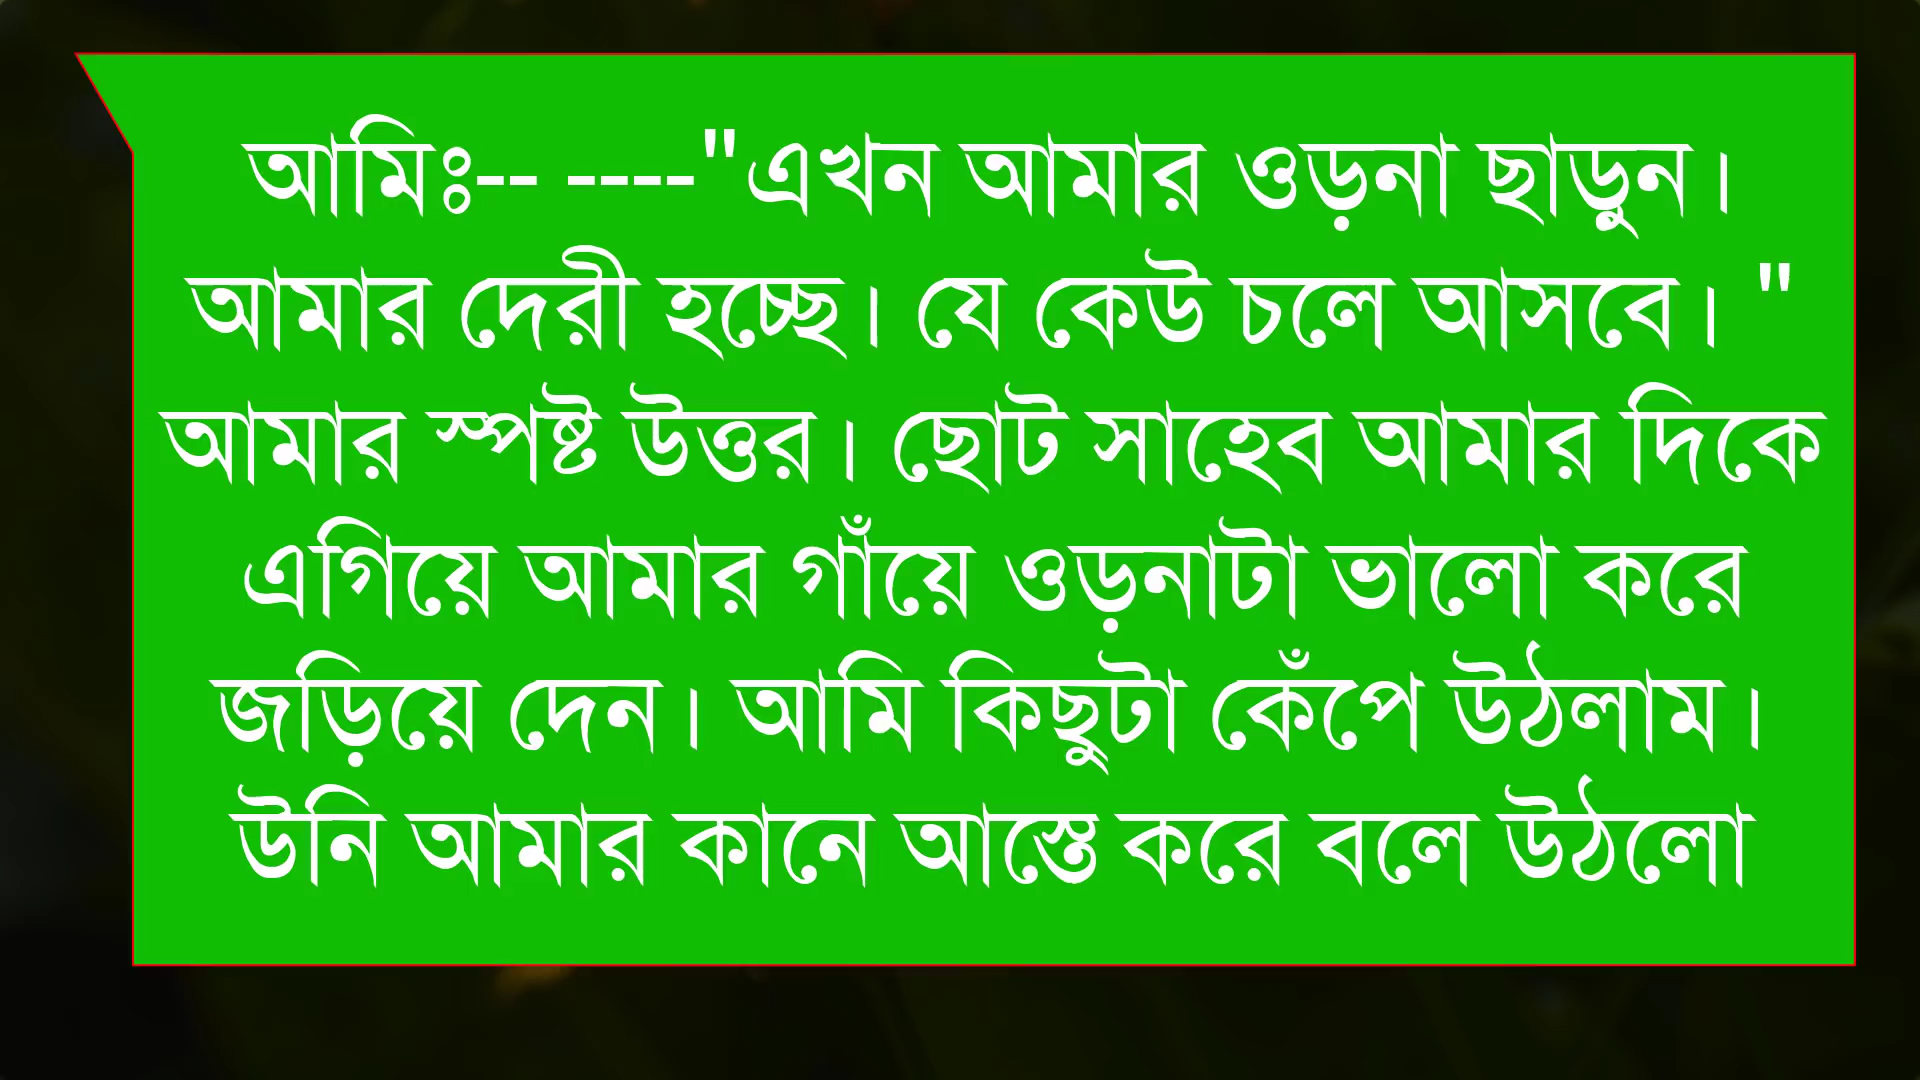 আমিঃ-- ----"এখন আমার ওড়না ছাড়ুন।
আমার দেরী হচ্ছে। যে কেউ চলে আসবে। "
আমার স্পষ্ট উত্তর। ছোট সাহেব আমার দিকে
এগিয়ে আমার গাঁয়ে ওড়নাটা ভালো করে
জড়িয়ে দেন। আমি কিছুটা কেঁপে উঠলাম।
উনি আমার কানে আস্তে করে বলে উঠলো